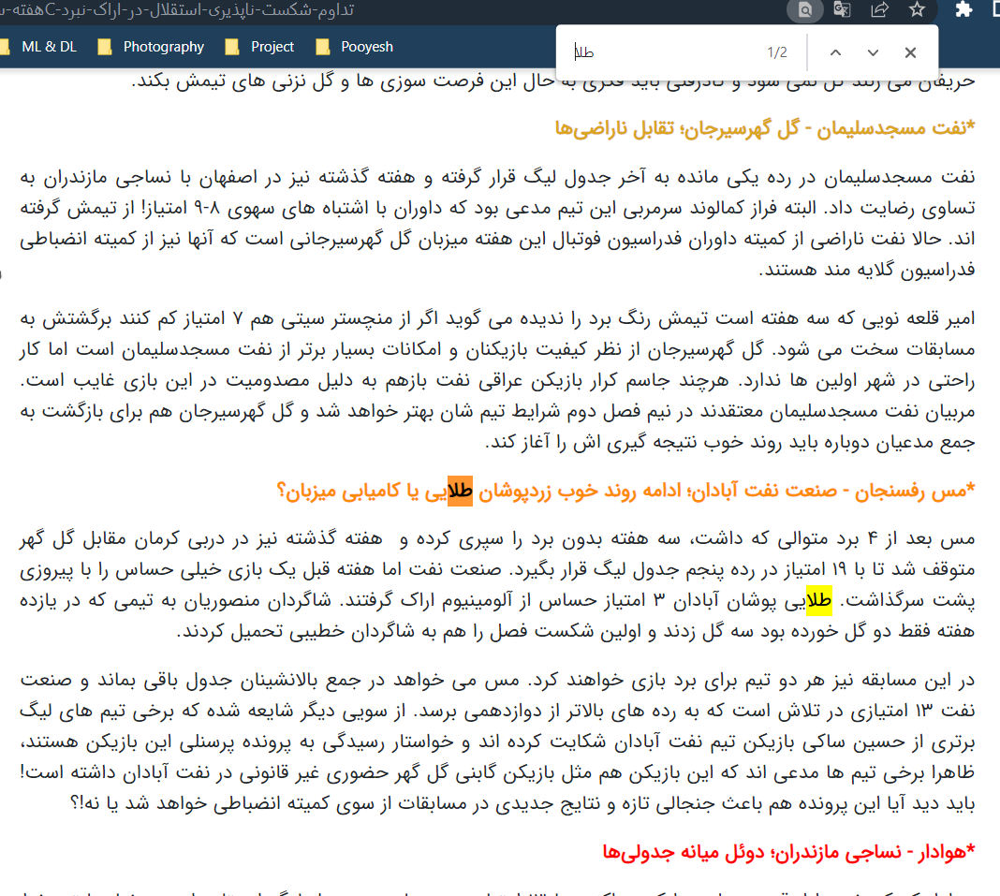 تداوم-شکست-ناپذیری-استقلال-در-اراک-نبرد-Cهفته
ML & DL
Photography
Project
Pooyesh
طلا
1/2
حریفان می زنند گل نمی شود و
باید فکری به حال این فرصت سوزی ها و گل نزنی های تیمش بکند.
*نفت مسجدسلیمان - گل گهرسیرجان؛ تقابل ناراضی‌ها
نفت مسجدسلیمان در رده یکی مانده به آخر جدول لیگ قرار گرفته و هفته گذشته نیز در اصفهان با نساجی مازندران به
تساوی رضایت داد. البته فراز کمالوند سرمربی این تیم مدعی بود که داوران با اشتباه های سهوی ۸-۹ امتیاز! از تیمش گرفته
اند. حالا نفت ناراضی از کمیته داوران فدراسیون فوتبال این هفته میزبان گل گهرسیرجانی است که آنها نیز از کمیته انضباطی
فدراسیون گلایه مند هستند.
امیر قلعه نویی که سه هفته است تیمش رنگ برد را ندیده می گوید اگر از منچستر سیتی هم ۷ امتیاز کم کنند برگشتش به
مسابقات سخت می شود. گل گهرسیرجان از نظر کیفیت بازیکنان و امکانات بسیار برتر از نفت مسجدسلیمان است اما کار
راحتی در شهر اولین ها ندارد. هرچند جاسم کرار بازیکن عراقی نفت بازهم به دلیل مصدومیت در این بازی غایب است.
مربیان نفت مسجدسلیمان معتقدند در نیم فصل دوم شرایط تیم شان بهتر خواهد شد و گل گهرسیرجان هم برای بازگشت به
جمع مدعیان دوباره باید روند خوب نتیجه گیری اش را آغاز کند.
*مس رفسنجان - صنعت نفت آبادان؛ ادامه روند خوب زردپوشان طلایی یا کامیابی میزبان؟
مس بعد از ۴ برد متوالی که داشت، سه هفته بدون برد را سپری کرده و هفته گذشته نیز در دربی کرمان مقابل گل گهر
متوقف شد تا با ۱۹ امتیاز در رده پنجم جدول لیگ قرار بگیرد. صنعت نفت اما هفته قبل یک بازی خیلی حساس را با پیروزی
پشت سرگذاشت. طلایی پوشان آبادان ۳ امتیاز حساس از آلومینیوم اراک گرفتند. شاگردان منصوریان به تیمی که در یازده
هفته فقط دو گل خورده بود سه گل زدند و اولین شکست فصل را هم به شاگردان خطیبی تحمیل کردند.
در این مسابقه نیز هر دو تیم برای برد بازی خواهند کرد. مس می خواهد در جمع بالانشینان جدول باقی بماند و صنعت
نفت ۱۳ امتیازی در تلاش است که به رده های بالاتر از دوازدهمی برسد. از سویی دیگر شایعه شده که برخی تیم های لیگ
برتری از حسین ساکی بازیکن تیم نفت آبادان شکایت کرده اند و خواستار رسیدگی به پرونده پرسنلی این بازیکن هستند،
ظاهرا برخی تیم ها مدعی اند که این بازیکن هم مثل بازیکن گابنی گل گهر حضوری غیر قانونی در نفت آبادان داشته است!
باید دید آیا این پرونده هم باعث جنجالی تازه و نتایج جدیدی در مسابقات از سوی کمیته انضباطی خواهد شد یا نه!؟
*هوادار - نساجی مازندران؛ دوئل میانه جدولی‌ها